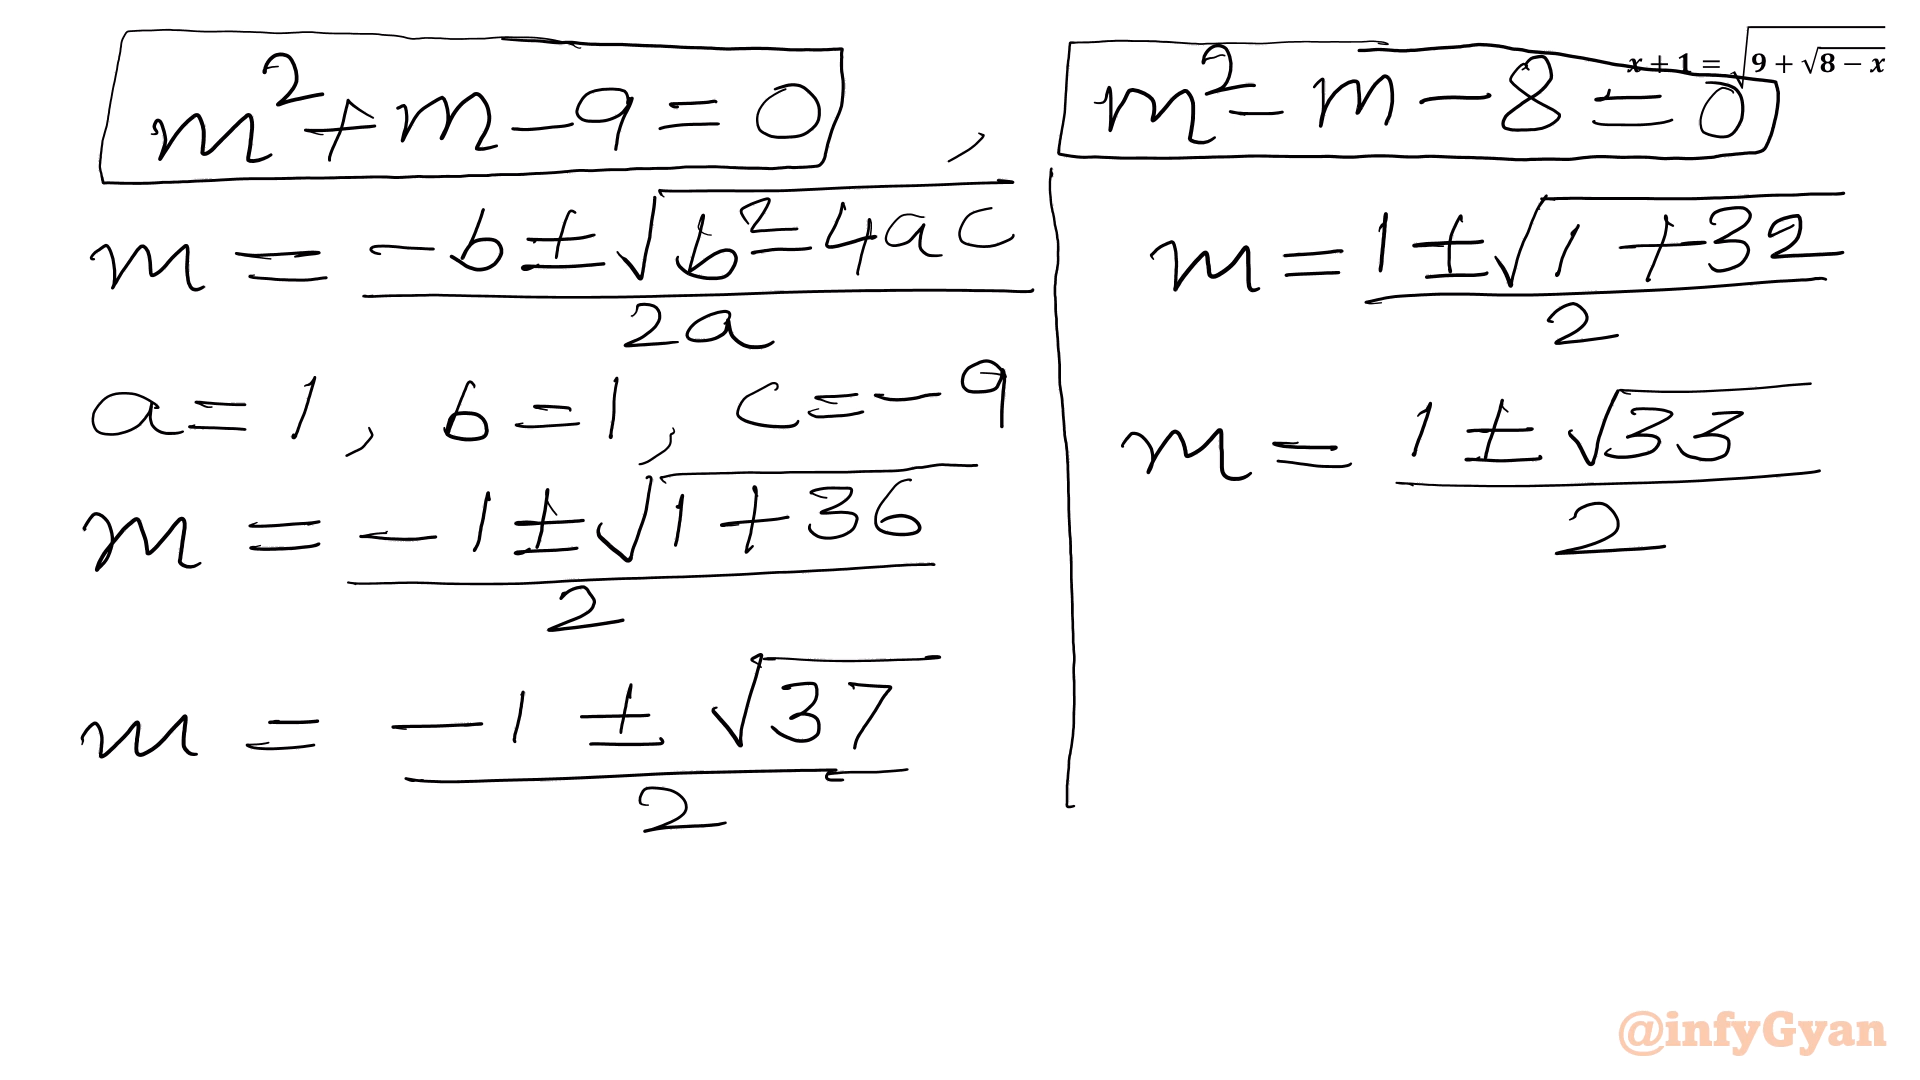 m² + m - 9 = 0 ,
m = (-b ± √(b² - 4ac)) / 2a
a = 1, b = 1, c = -9
m = (-1 ± √(1 + 36)) / 2
m = (-1 ± √37) / 2
x + 1 = √(9 + √(8 - x))
m² - m - 8 = 0
m = (1 ± √(1 + 32)) / 2
m = (1 ± √33) / 2
@infyGyan